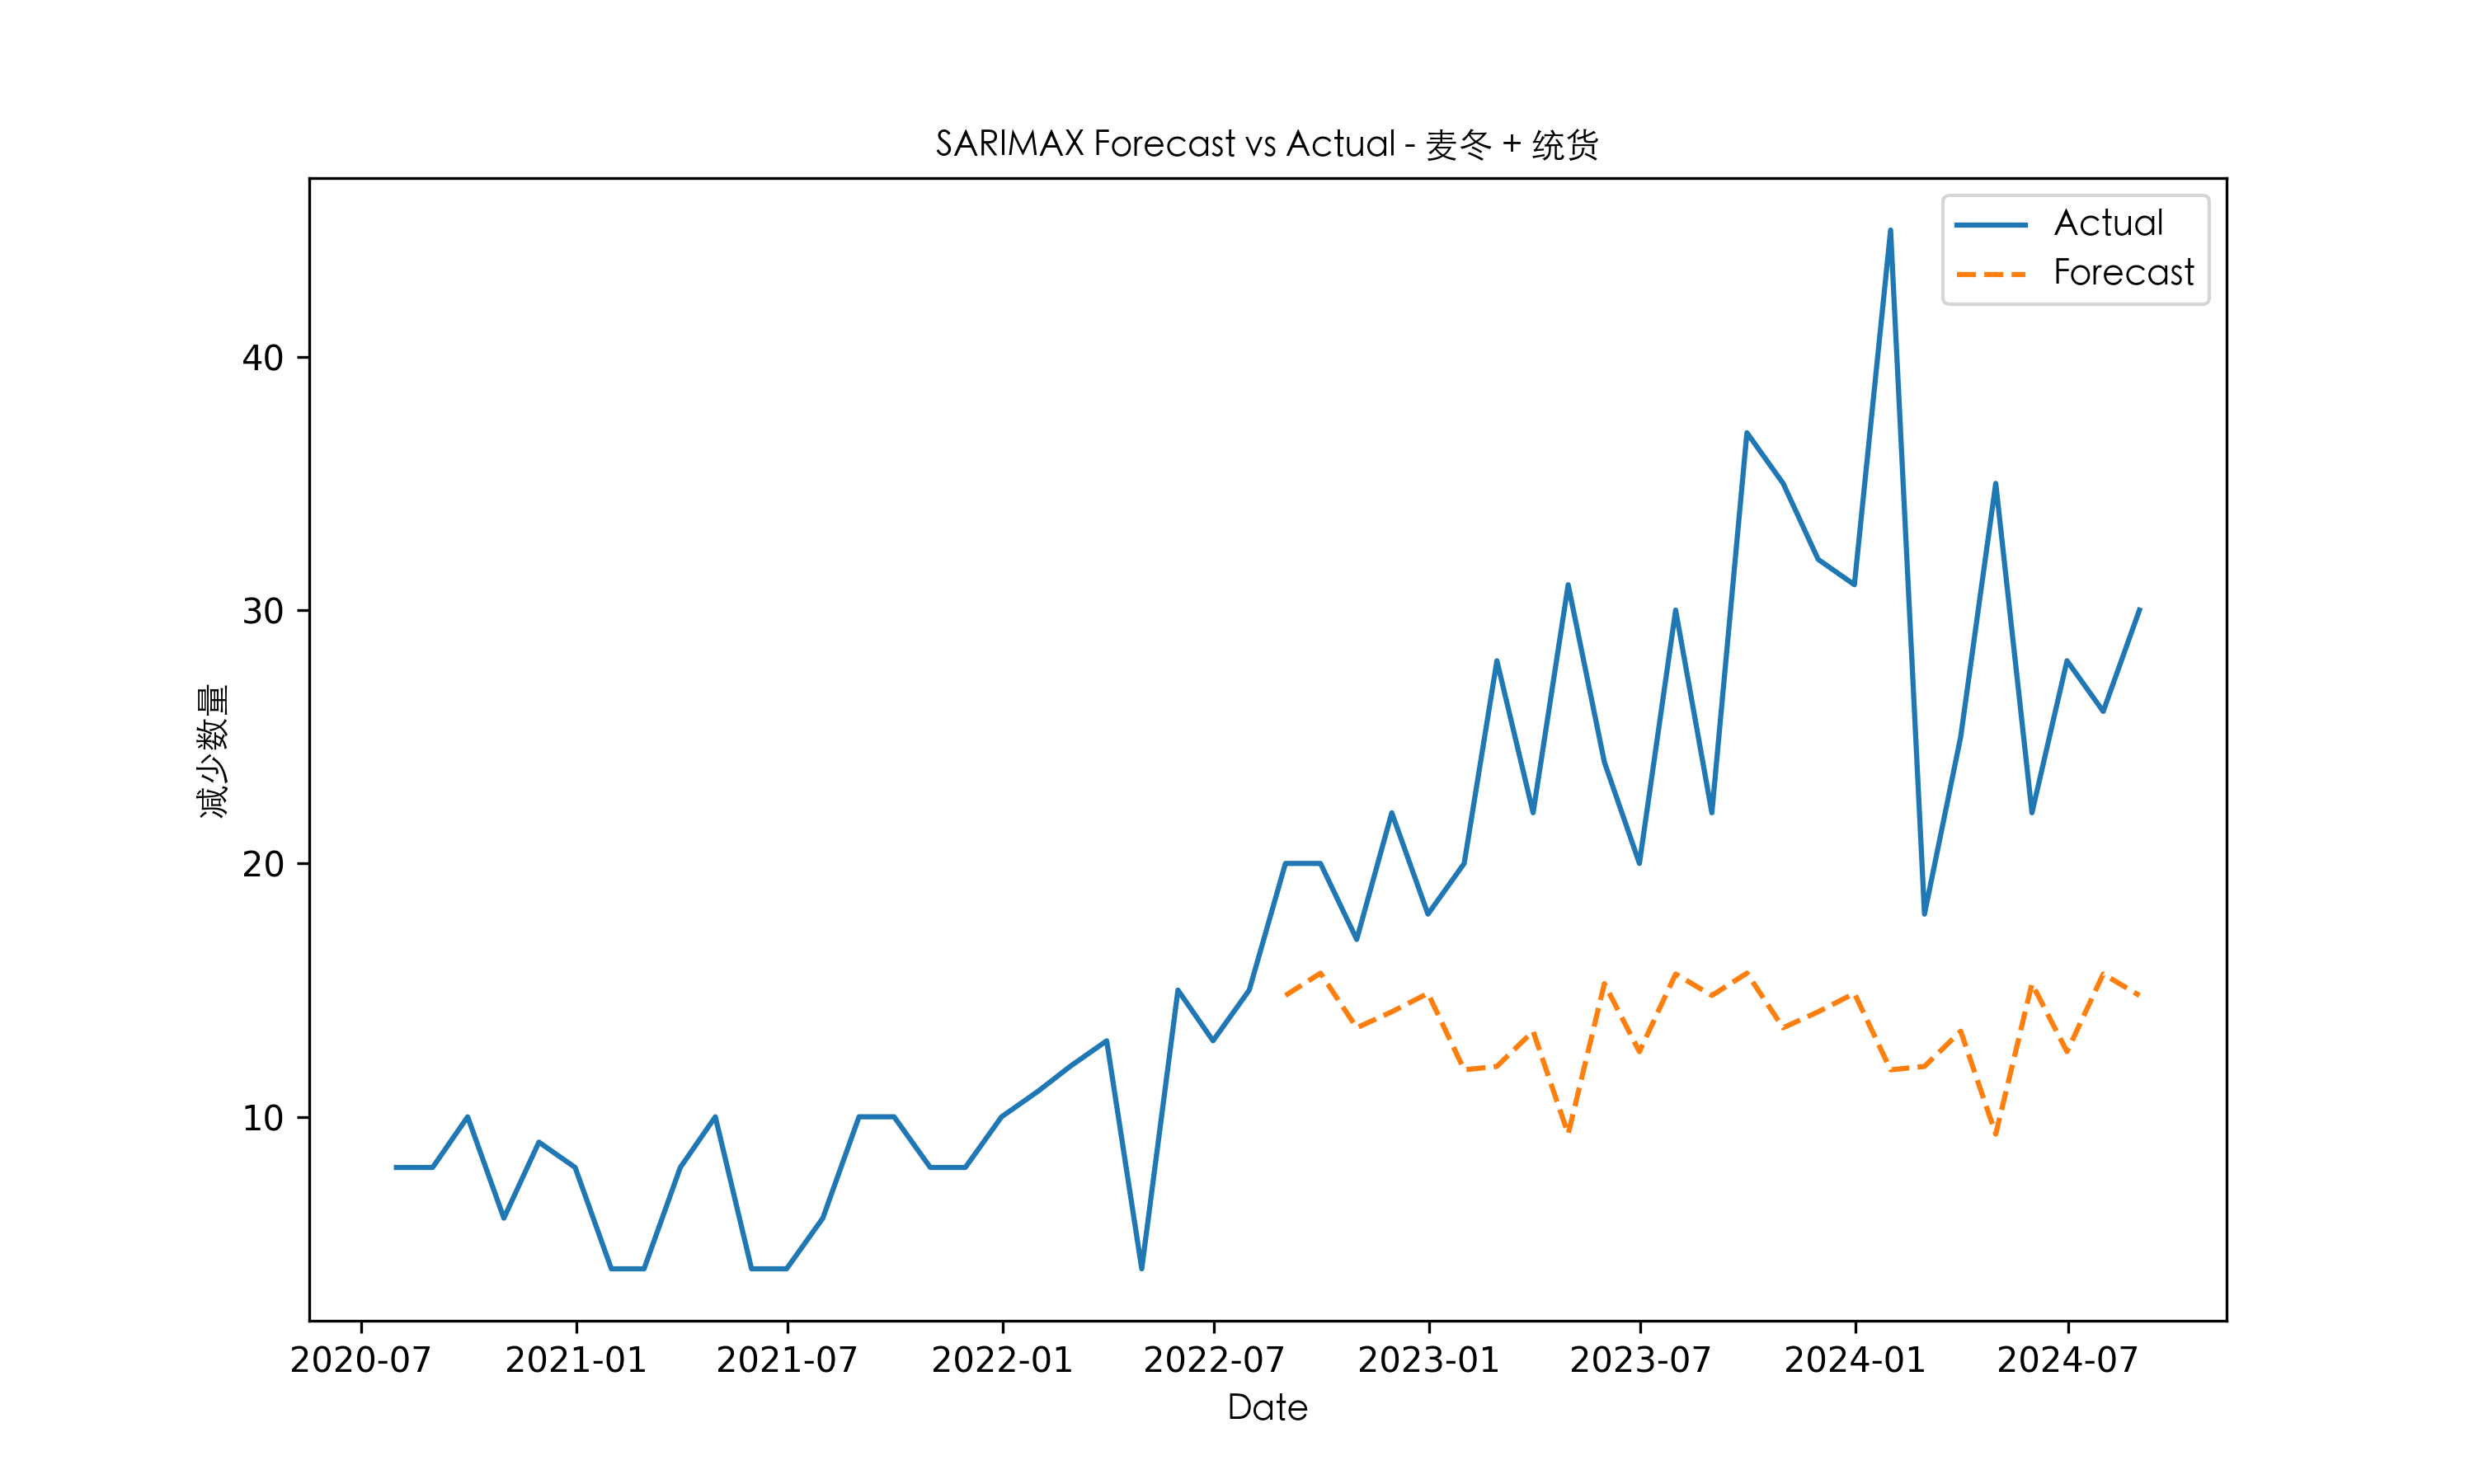 SARIMAX Forecast vs Actual - 麦冬 + 统货
Actual
Forecast
减少数量
40
30
20
10
2020-07 2021-01 2021-07 2022-01 2022-07 2023-01 2023-07 2024-01 2024-07
Date